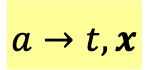 a → t, x